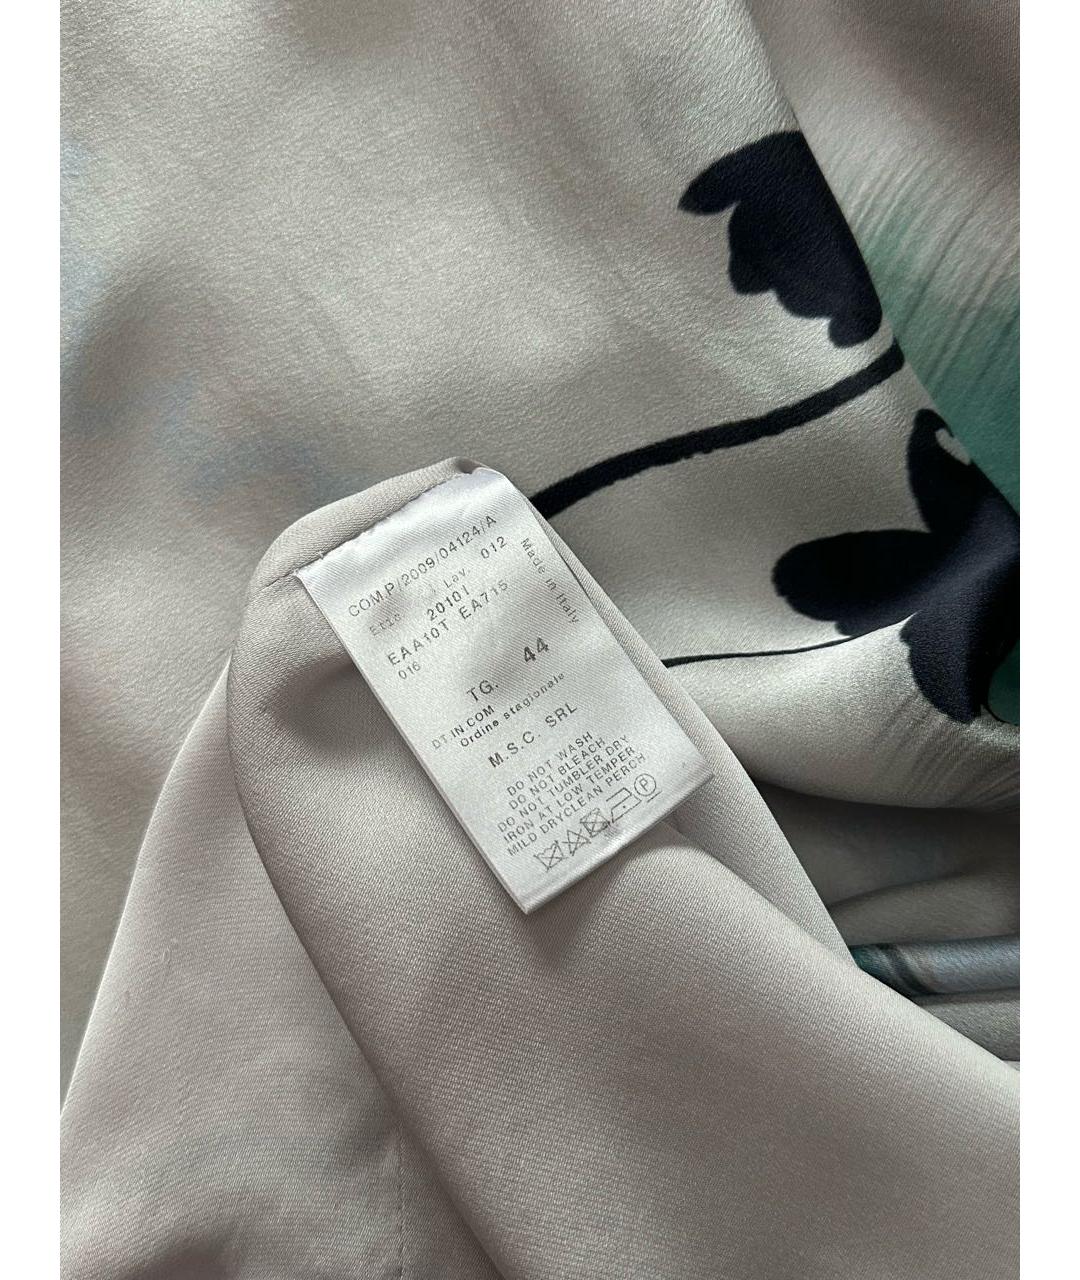 COM.P/2009/04124/A
Etic Lav. 012
2010I
EAA10T EA715
016
TG. 44
Made in Italy
DT.IN.COM
Ordine stagionale
M.S.C. SRL
DO NOT WASH
DO NOT BLEACH
DO NOT TUMBLER DRY
IRON AT LOW TEMPER
MILD DRYCLEAN PERCH
P